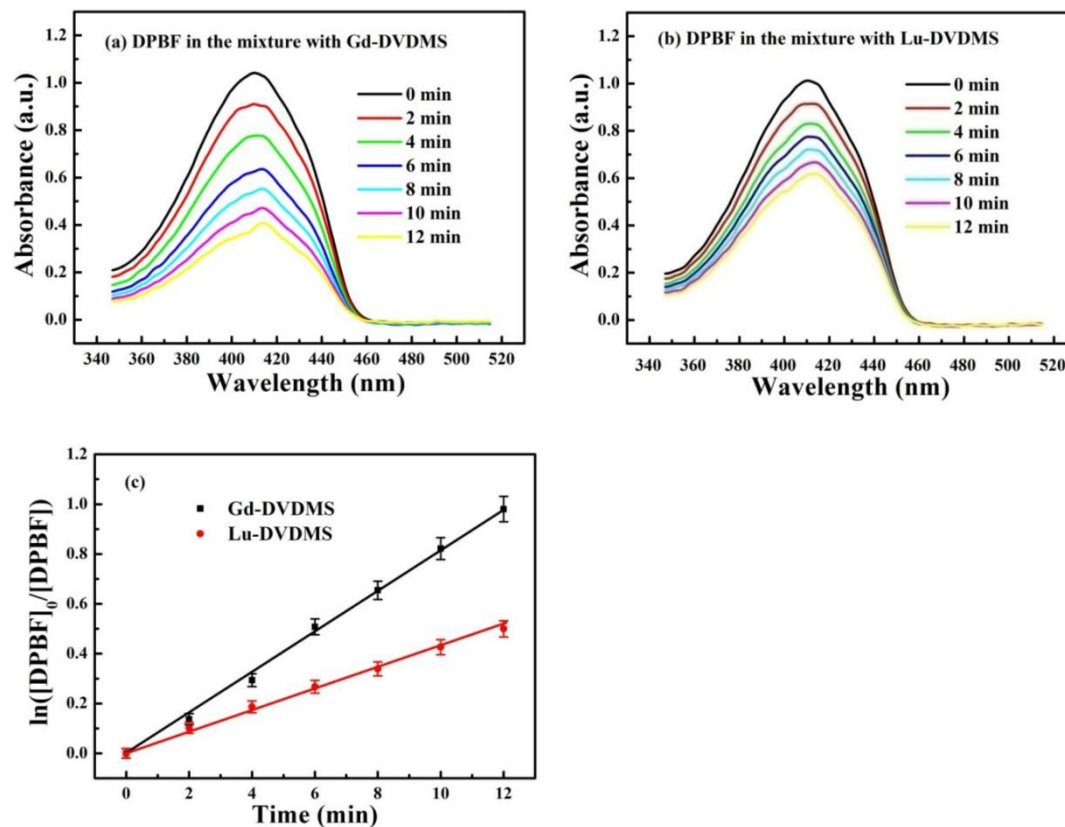 (a) DPBF in the mixture with Gd-DVDMS
0 min
2 min
4 min
6 min
8 min
10 min
12 min
1.2
1.0
0.8
0.6
0.4
0.2
0.0
Absorbance (a.u.)
340 360 380 400 420 440 460 480 500 520
Wavelength (nm)
(b) DPBF in the mixture with Lu-DVDMS
0 min
2 min
4 min
6 min
8 min
10 min
12 min
1.2
1.0
0.8
0.6
0.4
0.2
0.0
Absorbance (a.u.)
340 360 380 400 420 440 460 480 500 520
Wavelength (nm)
(c)
Gd-DVDMS
Lu-DVDMS
1.2
1.0
0.8
0.6
0.4
0.2
0.0
ln([DPBF]₀/[DPBF])
0 2 4 6 8 10 12
Time (min)